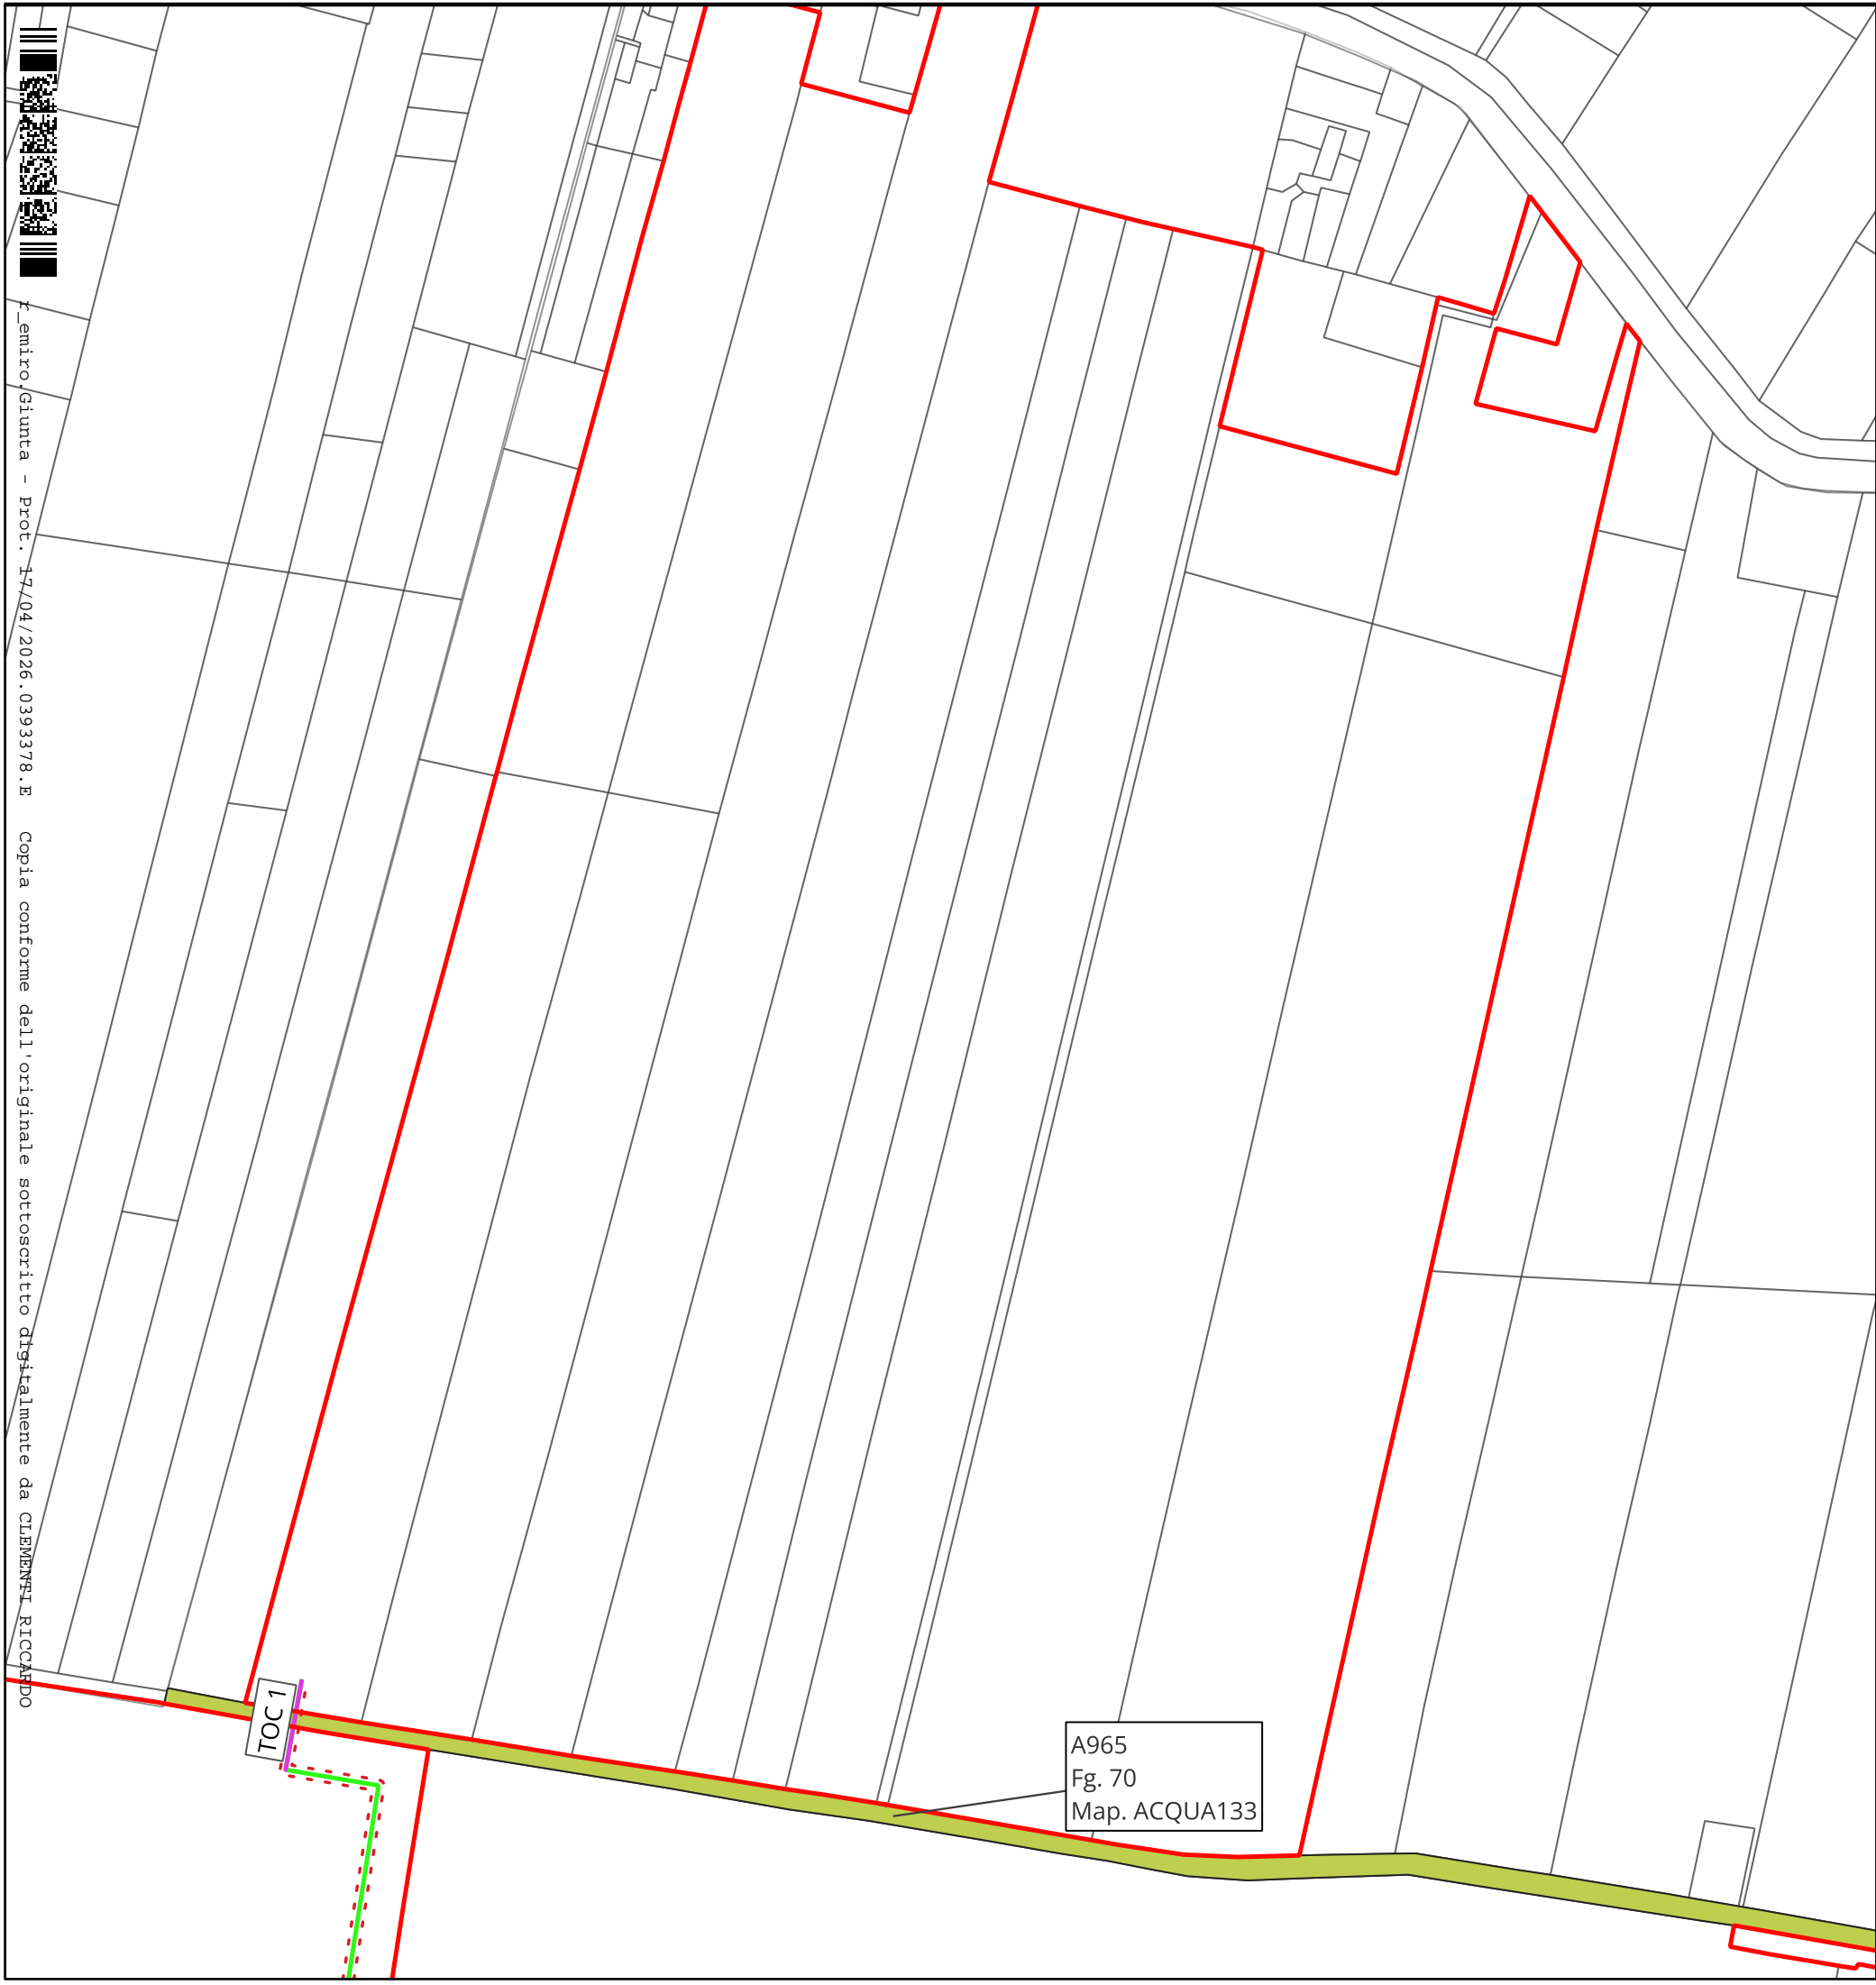 r_emiro.Giunta - Prot. 17/04/2026.0393378.E   Copia conforme dell'originale sottoscritto digitalmente da CLEMENTI RICCARDO
TOC 1
A965
Fg. 70
Map. ACQUA133